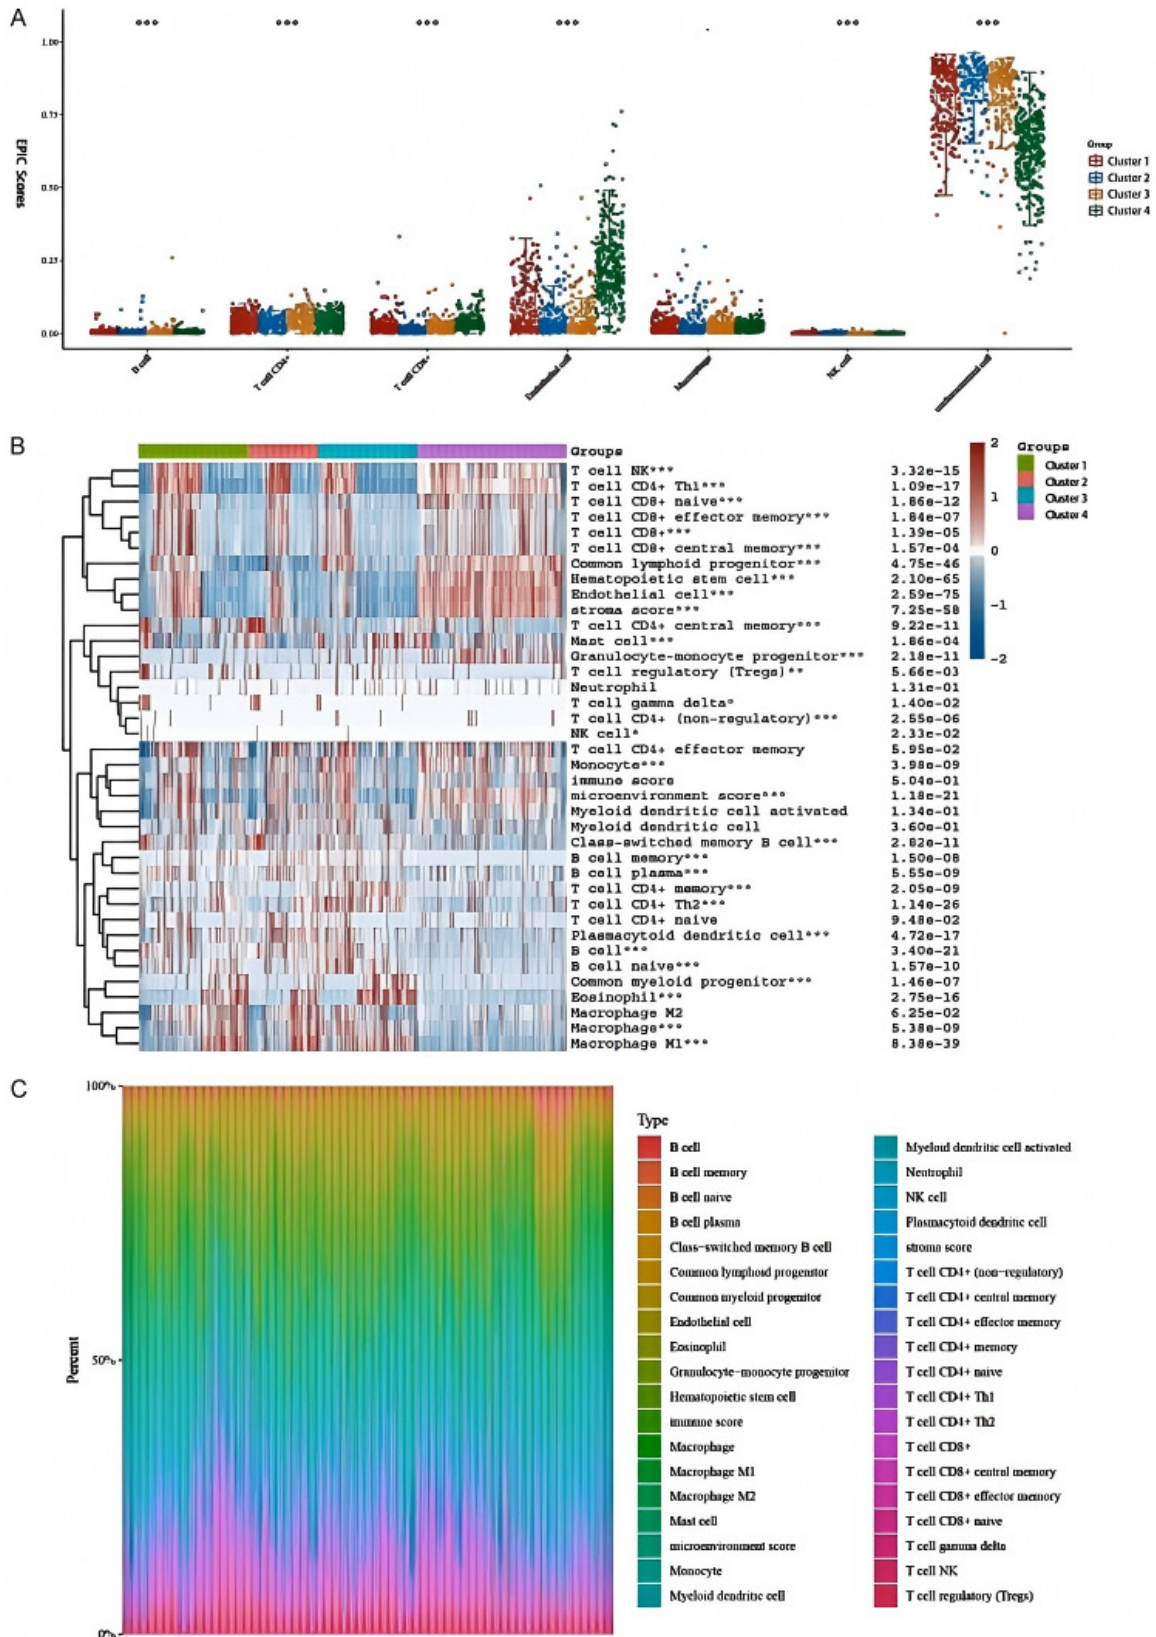 A
*** *** *** *** - *** ***
1.00
0.75
0.50
0.25
0.00
EPIC Scores
B cell
T cell CD4+
T cell CD8+
Endothelial cell
Macrophage
NK cell
Group
Cluster 1
Cluster 2
Cluster 3
Cluster 4
B
Groups
T cell NK*** 3.32e-15
T cell CD4+ Th1*** 1.09e-17
T cell CD8+ naive*** 1.86e-12
T cell CD8+ effector memory*** 1.84e-07
T cell CD8+*** 1.39e-05
T cell CD8+ central memory*** 1.57e-04
Common lymphoid progenitor*** 4.75e-46
Hematopoietic stem cell*** 2.10e-65
Endothelial cell*** 2.59e-75
stroma score*** 7.25e-58
T cell CD4+ central memory*** 9.22e-11
Mast cell*** 1.86e-04
Granulocyte-monocyte progenitor*** 2.18e-11
T cell regulatory (Tregs)** 5.66e-03
Neutrophil 1.31e-01
T cell gamma delta* 1.40e-02
T cell CD4+ (non-regulatory)*** 2.55e-06
NK cell* 2.33e-02
T cell CD4+ effector memory 5.95e-02
Monocyte*** 3.98e-09
immune score 5.04e-01
microenvironment score*** 1.18e-21
Myeloid dendritic cell activated 1.34e-01
Myeloid dendritic cell 3.60e-01
Class-switched memory B cell*** 2.82e-11
B cell memory*** 1.50e-08
B cell plasma*** 5.55e-09
T cell CD4+ memory*** 2.05e-09
T cell CD4+ Th2*** 1.14e-26
T cell CD4+ naive 9.48e-02
Plasmacytoid dendritic cell*** 4.72e-17
B cell*** 3.40e-21
B cell naive*** 1.57e-10
Common myeloid progenitor*** 1.46e-07
Eosinophil*** 2.75e-16
Macrophage M2 6.25e-02
Macrophage*** 5.38e-09
Macrophage M1*** 8.38e-39
2
1
0
−1
−2
Groups
Cluster 1
Cluster 2
Cluster 3
Cluster 4
C
100%
50%
0%
Percent
Type
B cell
B cell memory
B cell naive
B cell plasma
Class−switched memory B cell
Common lymphoid progenitor
Common myeloid progenitor
Endothelial cell
Eosinophil
Granulocyte−monocyte progenitor
Hematopoietic stem cell
immune score
Macrophage
Macrophage M1
Macrophage M2
Mast cell
microenvironment score
Monocyte
Myeloid dendritic cell
Myeloid dendritic cell activated
Neutrophil
NK cell
Plasmacytoid dendritic cell
stroma score
T cell CD4+ (non−regulatory)
T cell CD4+ central memory
T cell CD4+ effector memory
T cell CD4+ memory
T cell CD4+ naive
T cell CD4+ Th1
T cell CD4+ Th2
T cell CD8+
T cell CD8+ central memory
T cell CD8+ effector memory
T cell CD8+ naive
T cell gamma delta
T cell NK
T cell regulatory (Tregs)